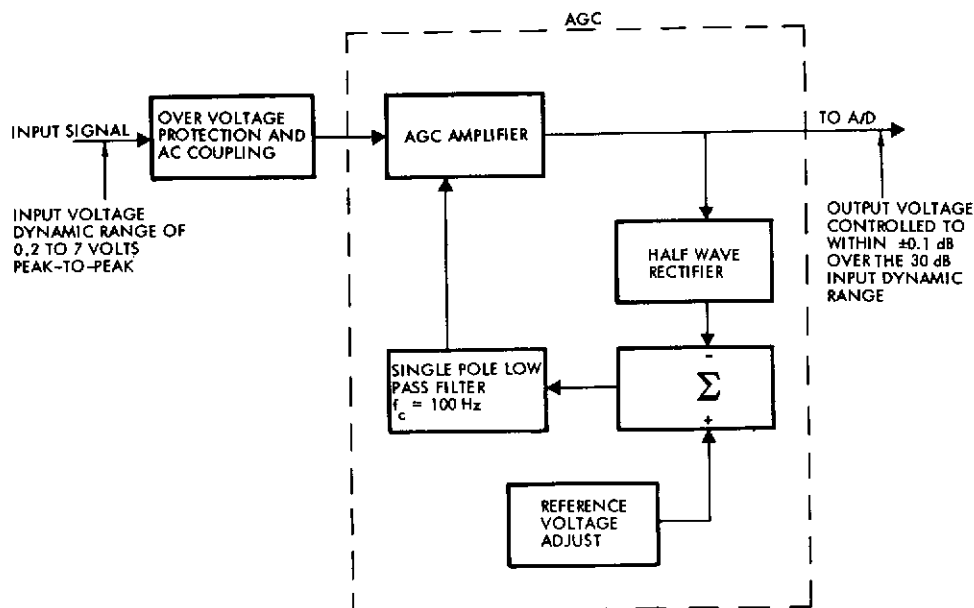 AGC
INPUT SIGNAL
OVER VOLTAGE
PROTECTION AND
AC COUPLING
AGC AMPLIFIER
TO A/D
INPUT VOLTAGE
DYNAMIC RANGE OF
0.2 TO 7 VOLTS
PEAK-TO-PEAK
HALF WAVE
RECTIFIER
OUTPUT VOLTAGE
CONTROLLED TO
WITHIN ±0.1 dB
OVER THE 30 dB
INPUT DYNAMIC
RANGE
SINGLE POLE LOW
PASS FILTER
f_c = 100 Hz
-
Σ
+
REFERENCE
VOLTAGE
ADJUST